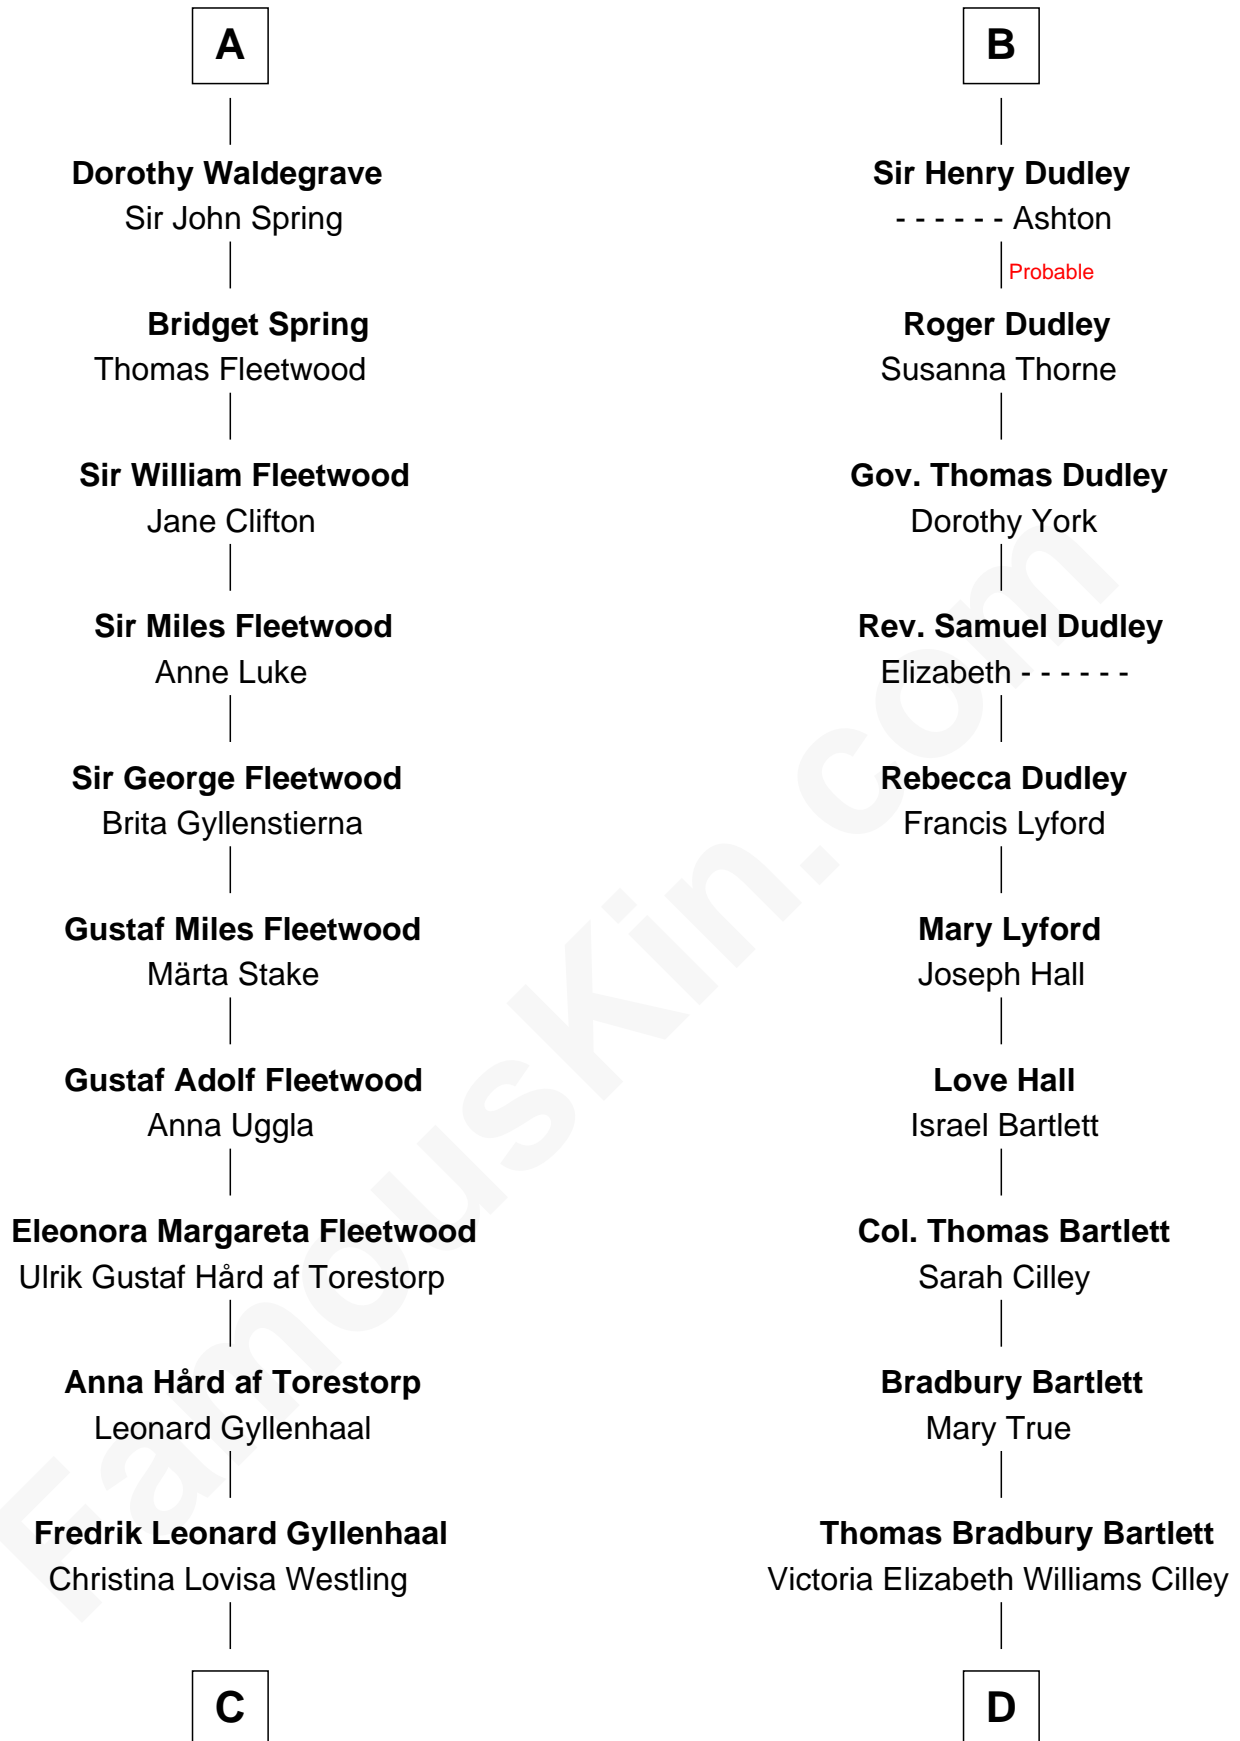 A
Dorothy Waldegrave
Sir John Spring
Bridget Spring
Thomas Fleetwood
Sir William Fleetwood
Jane Clifton
Sir Miles Fleetwood
Anne Luke
Sir George Fleetwood
Brita Gyllenstierna
Gustaf Miles Fleetwood
Märta Stake
Gustaf Adolf Fleetwood
Anna Uggla
Eleonora Margareta Fleetwood
Ulrik Gustaf Hård af Torestorp
Anna Hård af Torestorp
Leonard Gyllenhaal
Fredrik Leonard Gyllenhaal
Christina Lovisa Westling
C
B
Sir Henry Dudley
- - - - - - Ashton
Probable
Roger Dudley
Susanna Thorne
Gov. Thomas Dudley
Dorothy York
Rev. Samuel Dudley
Elizabeth - - - - - -
Rebecca Dudley
Francis Lyford
Mary Lyford
Joseph Hall
Love Hall
Israel Bartlett
Col. Thomas Bartlett
Sarah Cilley
Bradbury Bartlett
Mary True
Thomas Bradbury Bartlett
Victoria Elizabeth Williams Cilley
D
FamousKin.com